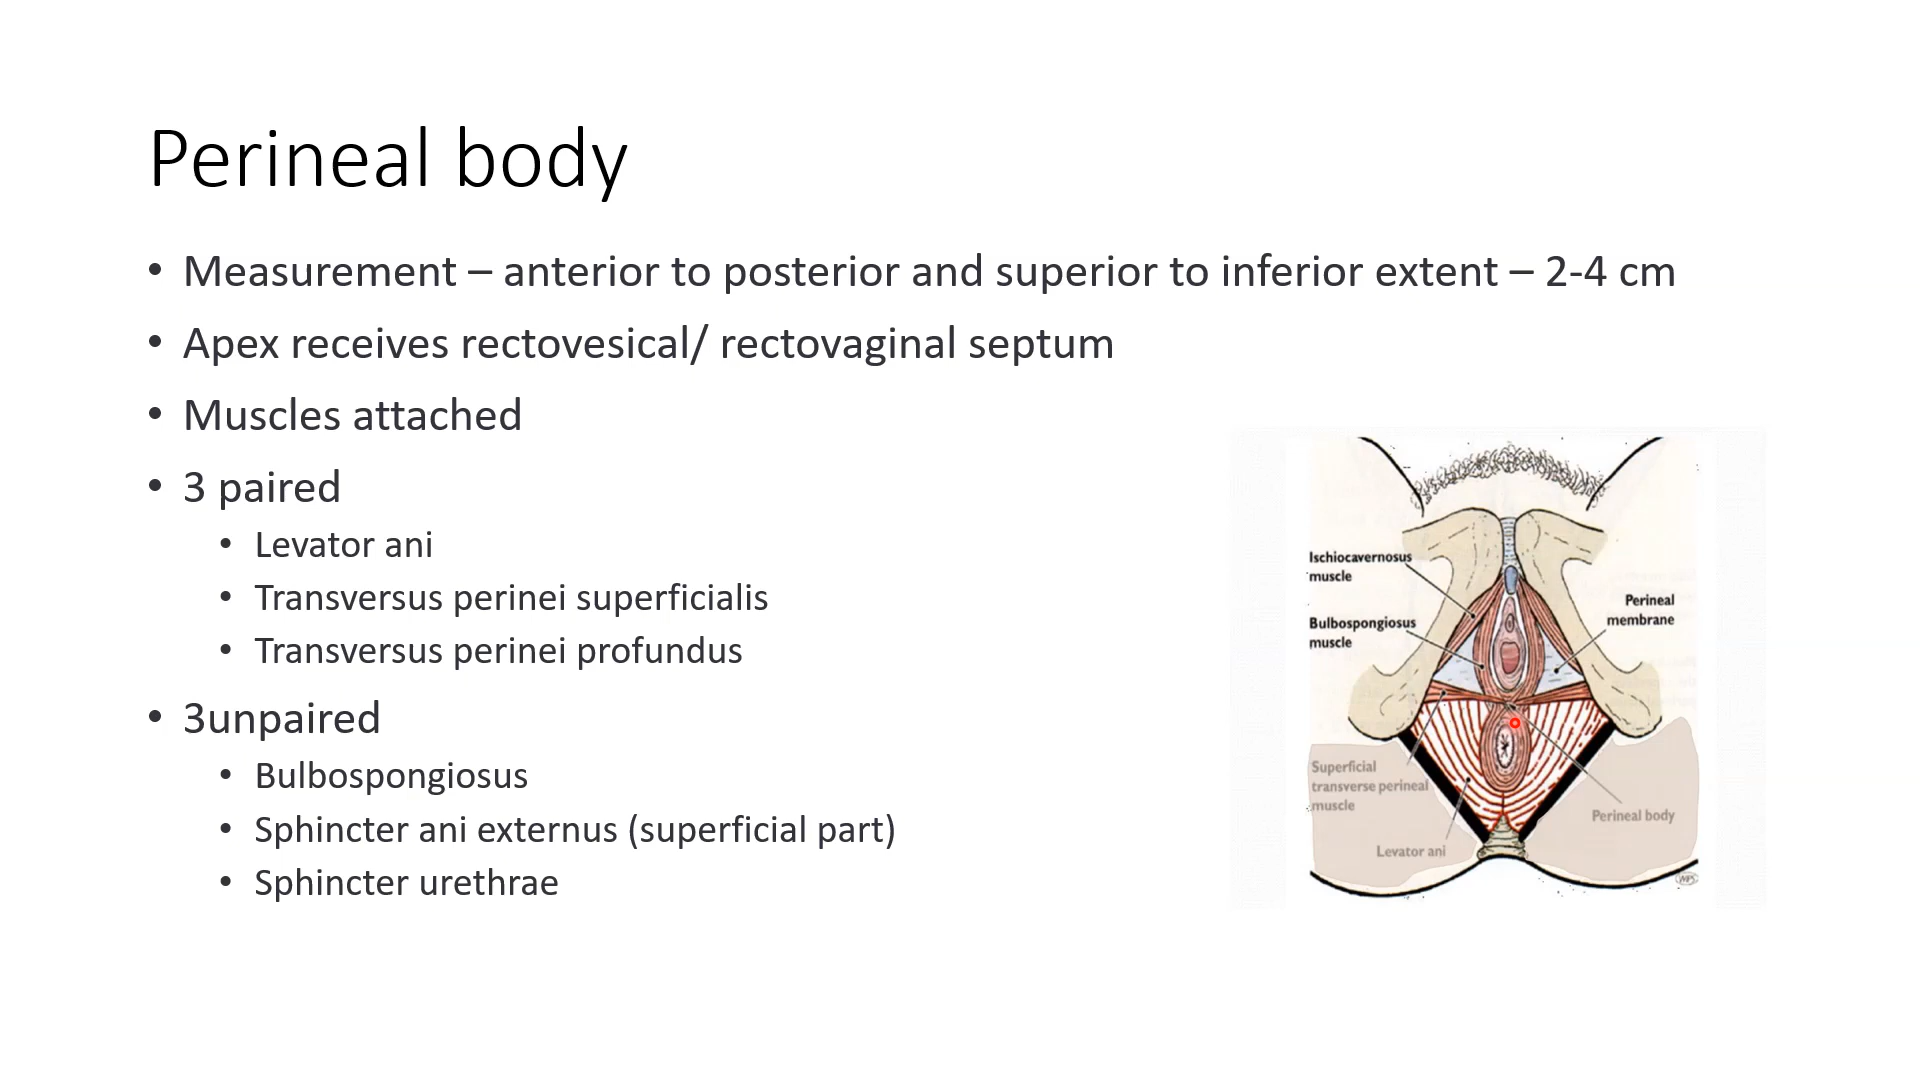 Perineal body
• Measurement – anterior to posterior and superior to inferior extent – 2-4 cm
• Apex receives rectovesical/ rectovaginal septum
• Muscles attached
• 3 paired
• Levator ani
• Transversus perinei superficialis
• Transversus perinei profundus
• 3unpaired
• Bulbospongiosus
• Sphincter ani externus (superficial part)
• Sphincter urethrae
Ischiocavernosus
muscle
Bulbospongiosus
muscle
Perineal
membrane
Superficial
transverse perineal
muscle
Levator ani
Perineal body